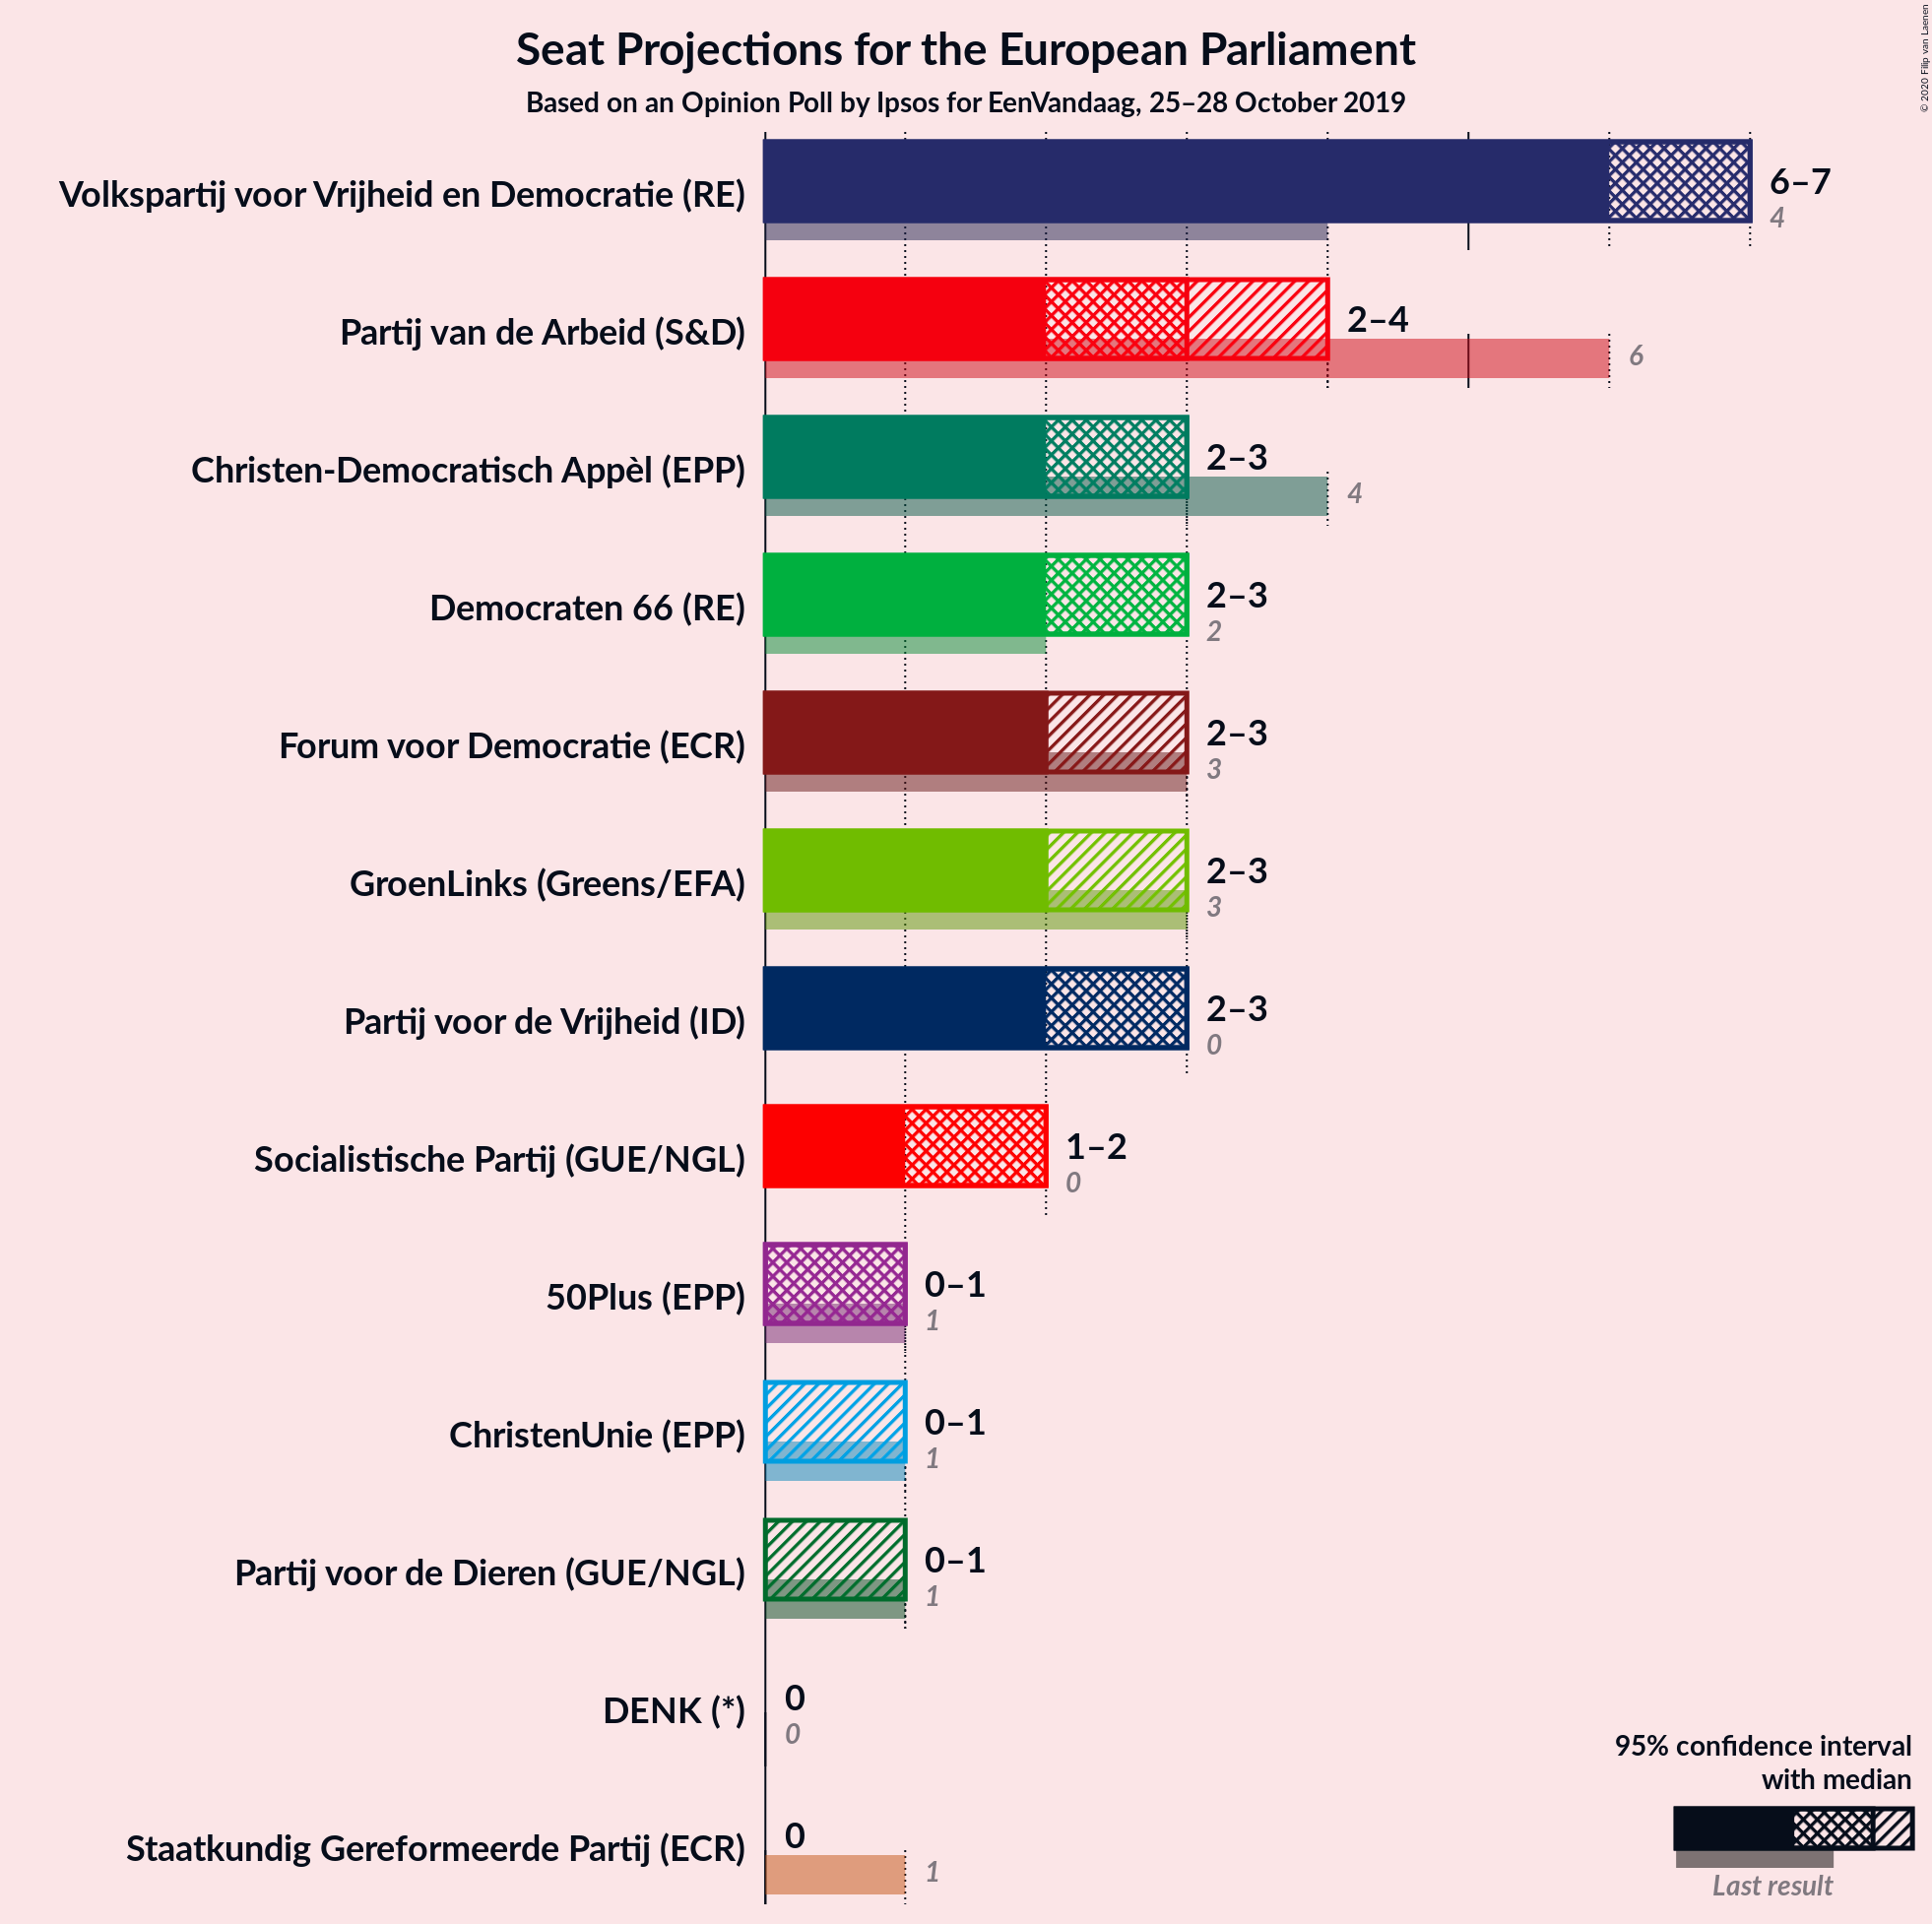 Seat Projections for the European Parliament
Based on an Opinion Poll by Ipsos for EenVandaag, 25–28 October 2019
© 2020 Filip van Laenen
Volkspartij voor Vrijheid en Democratie (RE)
6–7
4
Partij van de Arbeid (S&D)
2–4
6
Christen-Democratisch Appèl (EPP)
2–3
4
Democraten 66 (RE)
2–3
2
Forum voor Democratie (ECR)
2–3
3
GroenLinks (Greens/EFA)
2–3
3
Partij voor de Vrijheid (ID)
2–3
0
Socialistische Partij (GUE/NGL)
1–2
0
50Plus (EPP)
0–1
1
ChristenUnie (EPP)
0–1
1
Partij voor de Dieren (GUE/NGL)
0–1
1
DENK (*)
0
0
Staatkundig Gereformeerde Partij (ECR)
0
1
95% confidence interval
with median
Last result